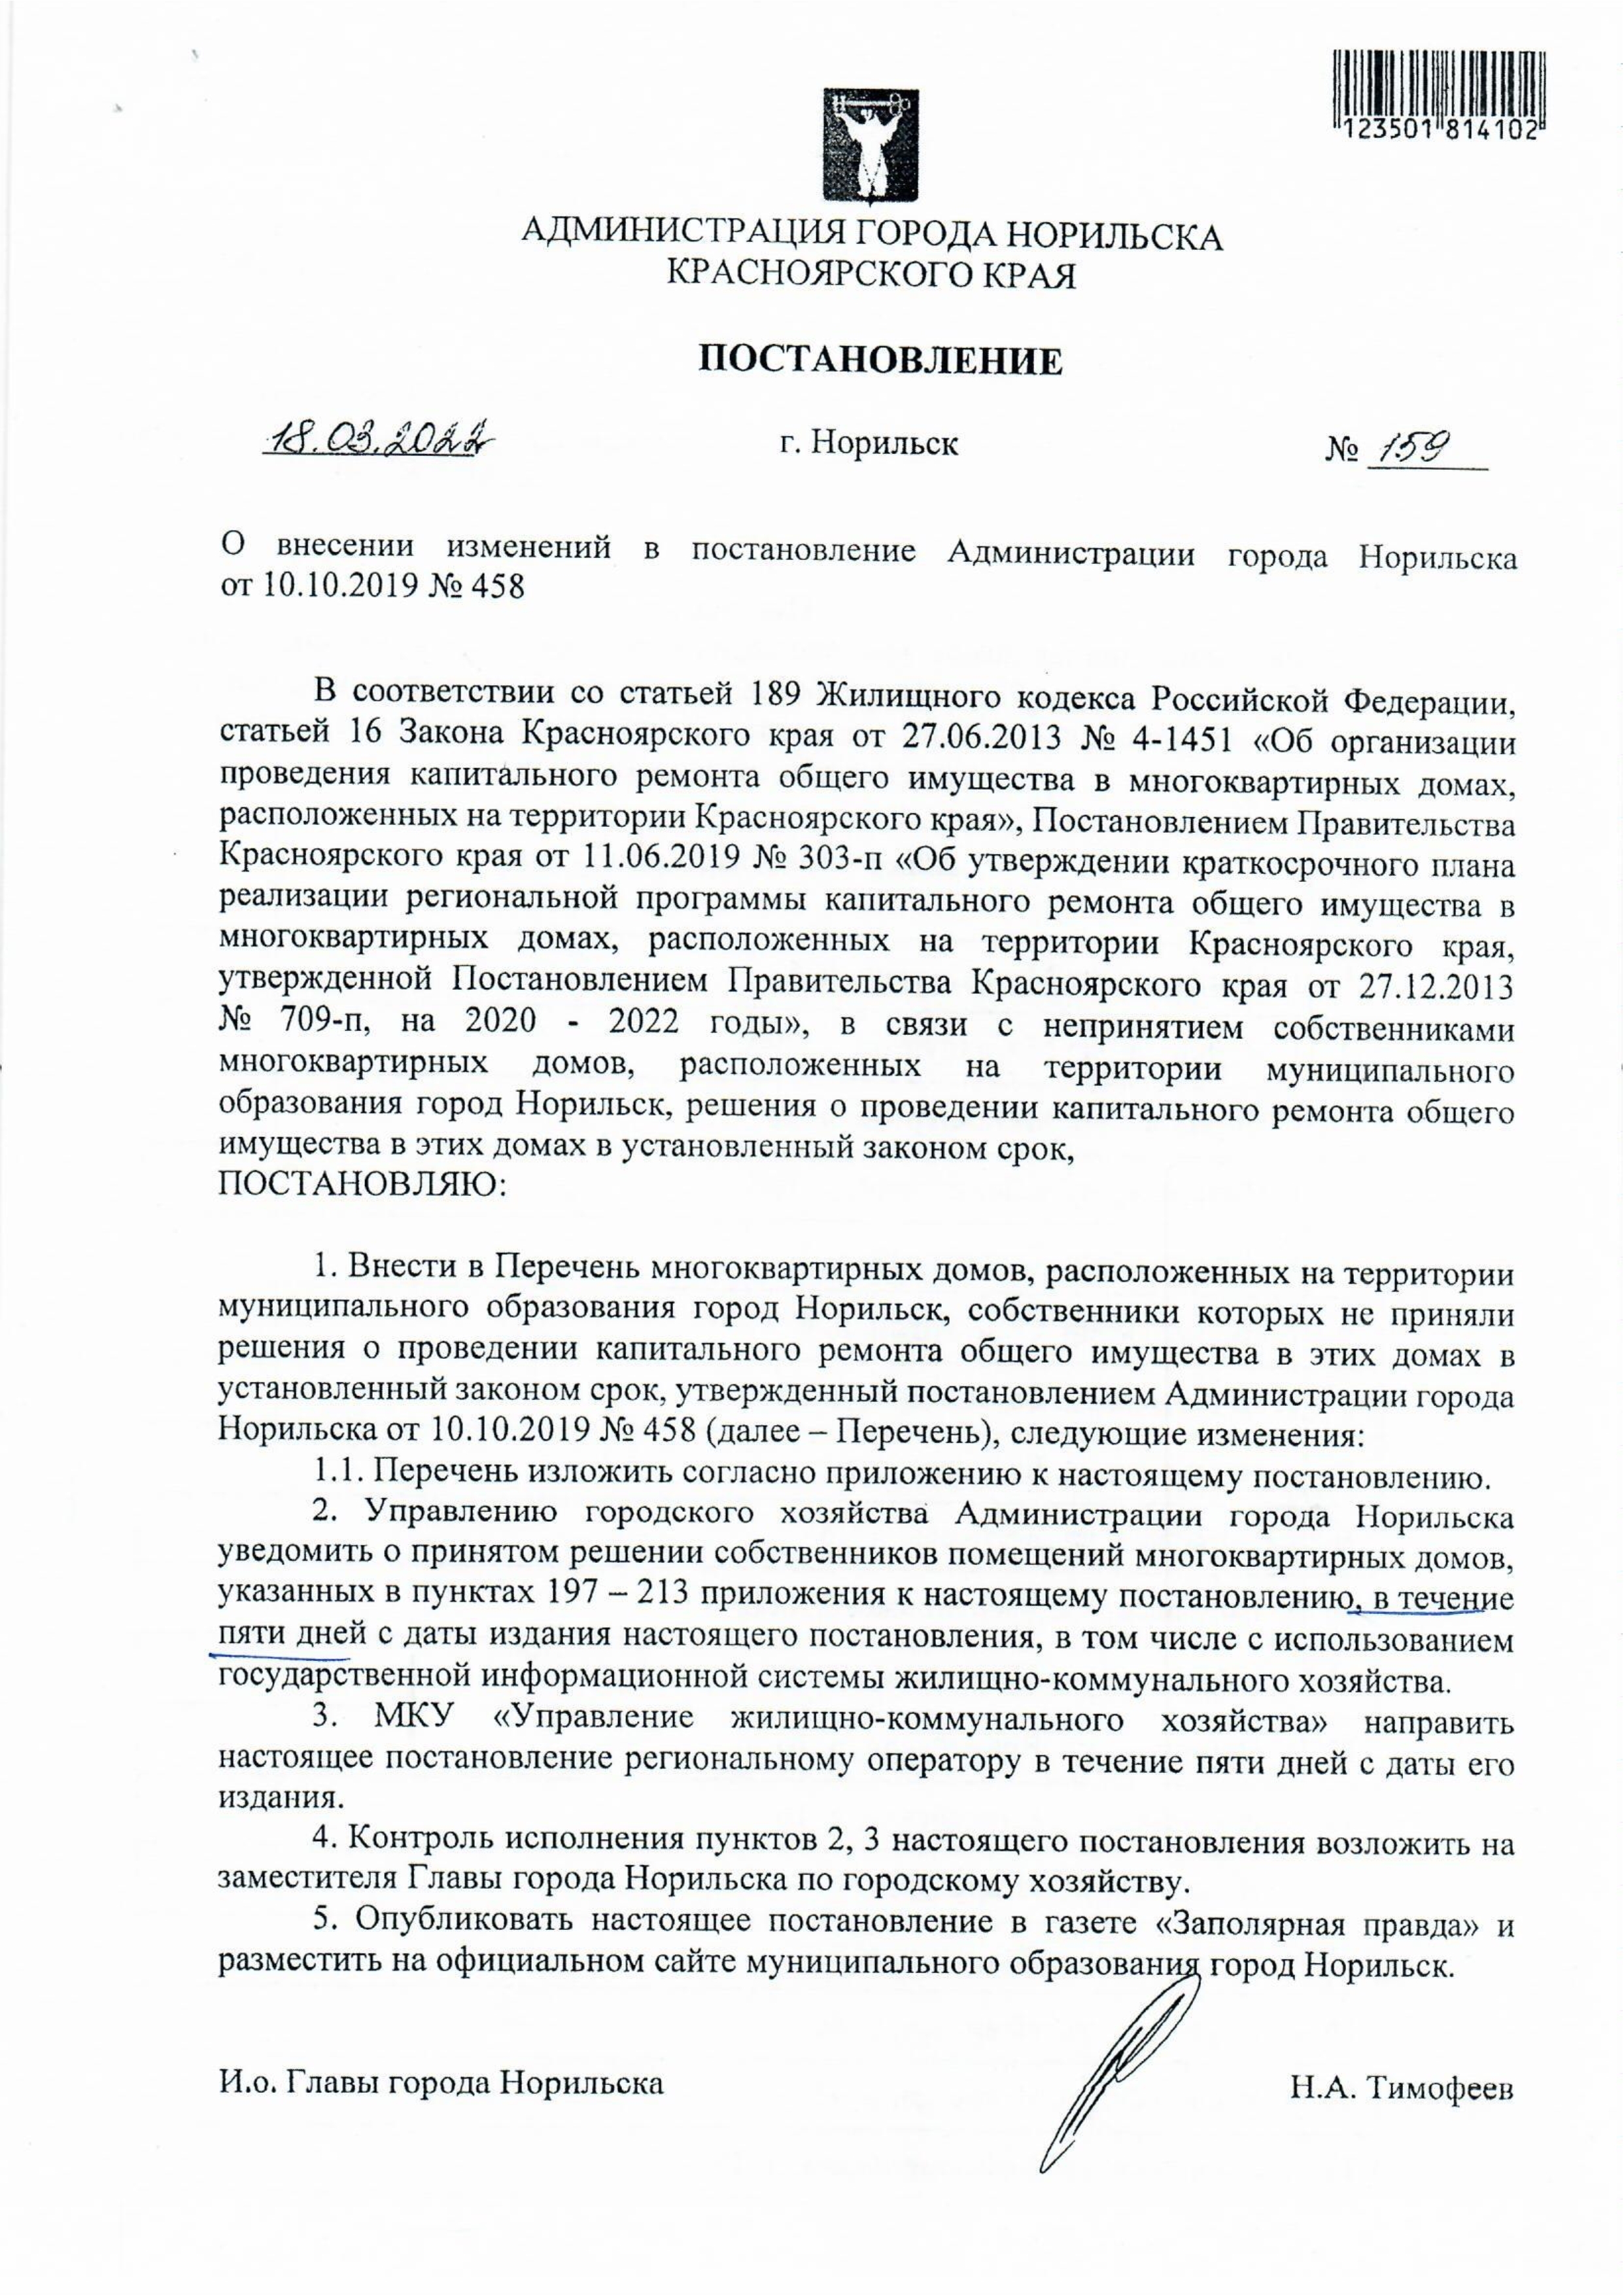 123501 814102
АДМИНИСТРАЦИЯ ГОРОДА НОРИЛЬСКА
КРАСНОЯРСКОГО КРАЯ
ПОСТАНОВЛЕНИЕ
18.03.2022 г. Норильск № 159
О внесении изменений в постановление Администрации города Норильска
от 10.10.2019 № 458
В соответствии со статьей 189 Жилищного кодекса Российской Федерации,
статьей 16 Закона Красноярского края от 27.06.2013 № 4-1451 «Об организации
проведения капитального ремонта общего имущества в многоквартирных домах,
расположенных на территории Красноярского края», Постановлением Правительства
Красноярского края от 11.06.2019 № 303-п «Об утверждении краткосрочного плана
реализации региональной программы капитального ремонта общего имущества в
многоквартирных домах, расположенных на территории Красноярского края,
утвержденной Постановлением Правительства Красноярского края от 27.12.2013
№ 709-п, на 2020 - 2022 годы», в связи с непринятием собственниками
многоквартирных домов, расположенных на территории муниципального
образования город Норильск, решения о проведении капитального ремонта общего
имущества в этих домах в установленный законом срок,
ПОСТАНОВЛЯЮ:
1. Внести в Перечень многоквартирных домов, расположенных на территории
муниципального образования город Норильск, собственники которых не приняли
решения о проведении капитального ремонта общего имущества в этих домах в
установленный законом срок, утвержденный постановлением Администрации города
Норильска от 10.10.2019 № 458 (далее – Перечень), следующие изменения:
1.1. Перечень изложить согласно приложению к настоящему постановлению.
2. Управлению городского хозяйства Администрации города Норильска
уведомить о принятом решении собственников помещений многоквартирных домов,
указанных в пунктах 197 – 213 приложения к настоящему постановлению, в течение
пяти дней с даты издания настоящего постановления, в том числе с использованием
государственной информационной системы жилищно-коммунального хозяйства.
3. МКУ «Управление жилищно-коммунального хозяйства» направить
настоящее постановление региональному оператору в течение пяти дней с даты его
издания.
4. Контроль исполнения пунктов 2, 3 настоящего постановления возложить на
заместителя Главы города Норильска по городскому хозяйству.
5. Опубликовать настоящее постановление в газете «Заполярная правда» и
разместить на официальном сайте муниципального образования город Норильск.
И.о. Главы города Норильска Н.А. Тимофеев